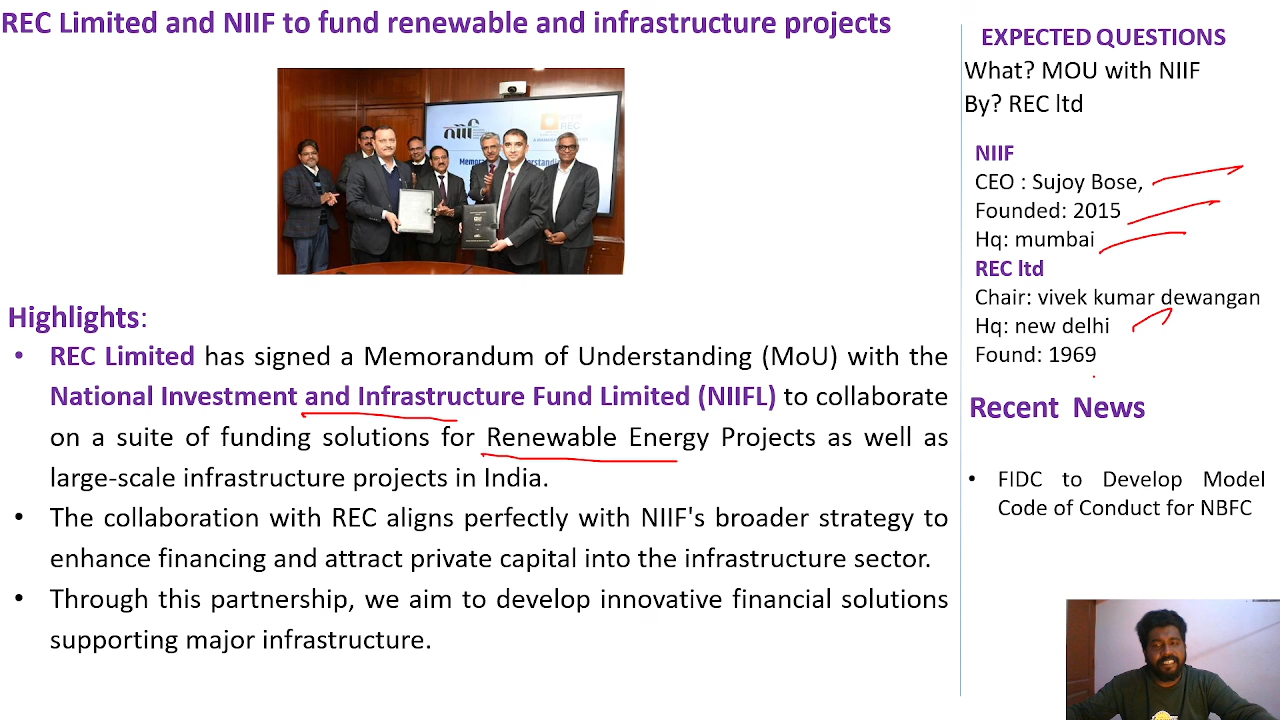 REC Limited and NIIF to fund renewable and infrastructure projects
niif
REC
Highlights:
• REC Limited has signed a Memorandum of Understanding (MoU) with the
National Investment and Infrastructure Fund Limited (NIIFL) to collaborate
on a suite of funding solutions for Renewable Energy Projects as well as
large-scale infrastructure projects in India.
• The collaboration with REC aligns perfectly with NIIF's broader strategy to
enhance financing and attract private capital into the infrastructure sector.
• Through this partnership, we aim to develop innovative financial solutions
supporting major infrastructure.
EXPECTED QUESTIONS
What? MOU with NIIF
By? REC ltd
NIIF
CEO : Sujoy Bose,
Founded: 2015
Hq: mumbai
REC ltd
Chair: vivek kumar dewangan
Hq: new delhi
Found: 1969
Recent News
• FIDC to Develop Model
Code of Conduct for NBFC